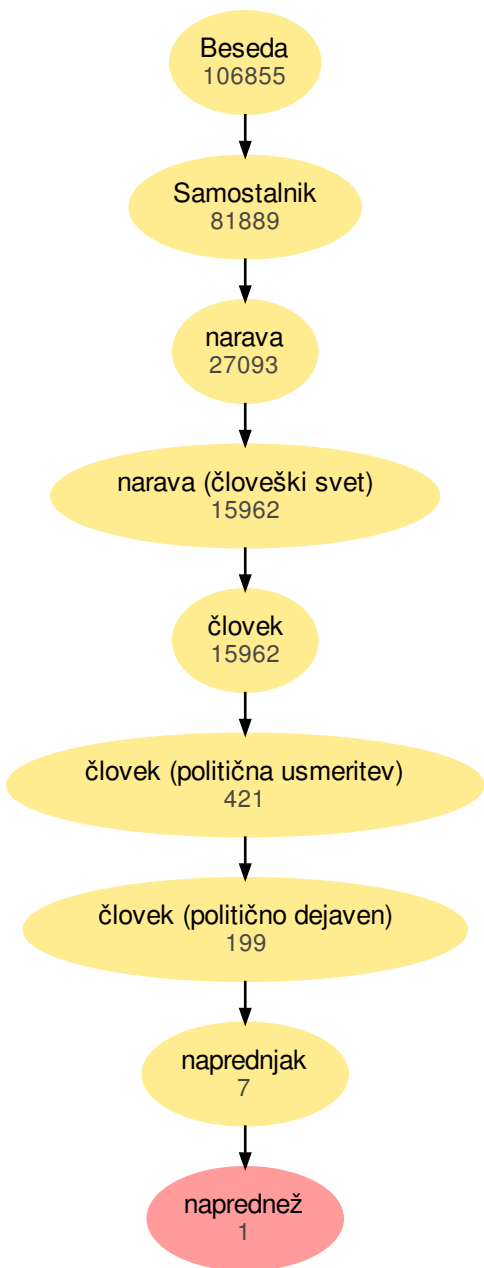 Beseda
106855
Samostalnik
81889
narava
27093
narava (človeški svet)
15962
človek
15962
človek (politična usmeritev)
421
človek (politično dejaven)
199
naprednjak
7
naprednež
1